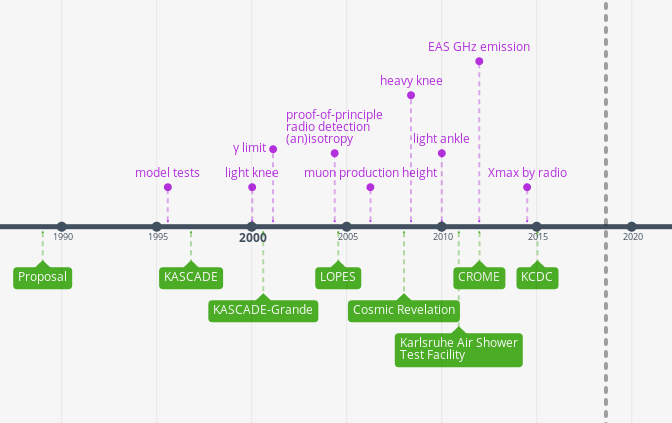 EAS GHz emission
heavy knee
proof-of-principle
radio detection
(an)isotropy
γ limit
light ankle
model tests
light knee
muon production height
Xmax by radio
1990
1995
2000
2005
2010
2015
2020
Proposal
KASCADE
LOPES
CROME
KCDC
KASCADE-Grande
Cosmic Revelation
Karlsruhe Air Shower
Test Facility